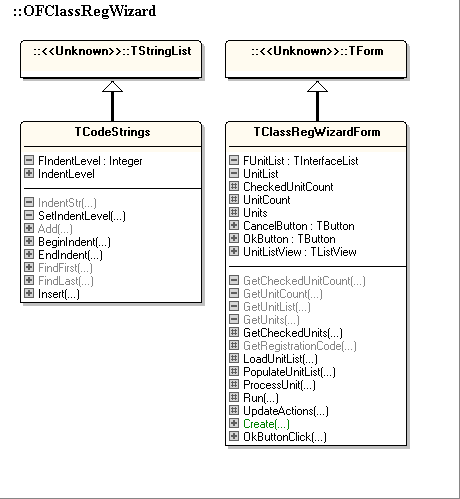 ::OFClassRegWizard
::<<Unknown>>::TStringList
::<<Unknown>>::TForm
TCodeStrings
FIndentLevel : Integer
IndentLevel
IndentStr(...)
SetIndentLevel(...)
Add(...)
BeginIndent(...)
EndIndent(...)
FindFirst(...)
FindLast(...)
Insert(...)
TClassRegWizardForm
FUnitList : TInterfaceList
UnitList
CheckedUnitCount
UnitCount
Units
CancelButton : TButton
OkButton : TButton
UnitListView : TListView
GetCheckedUnitCount(...)
GetUnitCount(...)
GetUnitList(...)
GetUnits(...)
GetCheckedUnits(...)
GetRegistrationCode(...)
LoadUnitList(...)
PopulateUnitList(...)
ProcessUnit(...)
Run(...)
UpdateActions(...)
Create(...)
OkButtonClick(...)